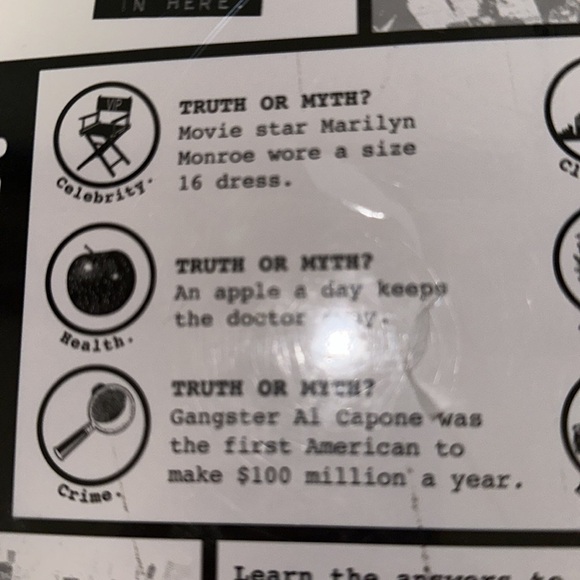 IN HERE
VIP
TRUTH OR MYTH?
Movie star Marilyn
Monroe wore a size
16 dress.
Celebrity.
TRUTH OR MYTH?
An apple a day keeps
the doctor
Health.
TRUTH OR MYTH?
Gangster Al Capone was
the first American to
make $100 million a year.
Crime.
Learn the answers to